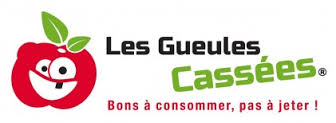 Les Gueules
Cassées®
Bons à consommer, pas à jeter !